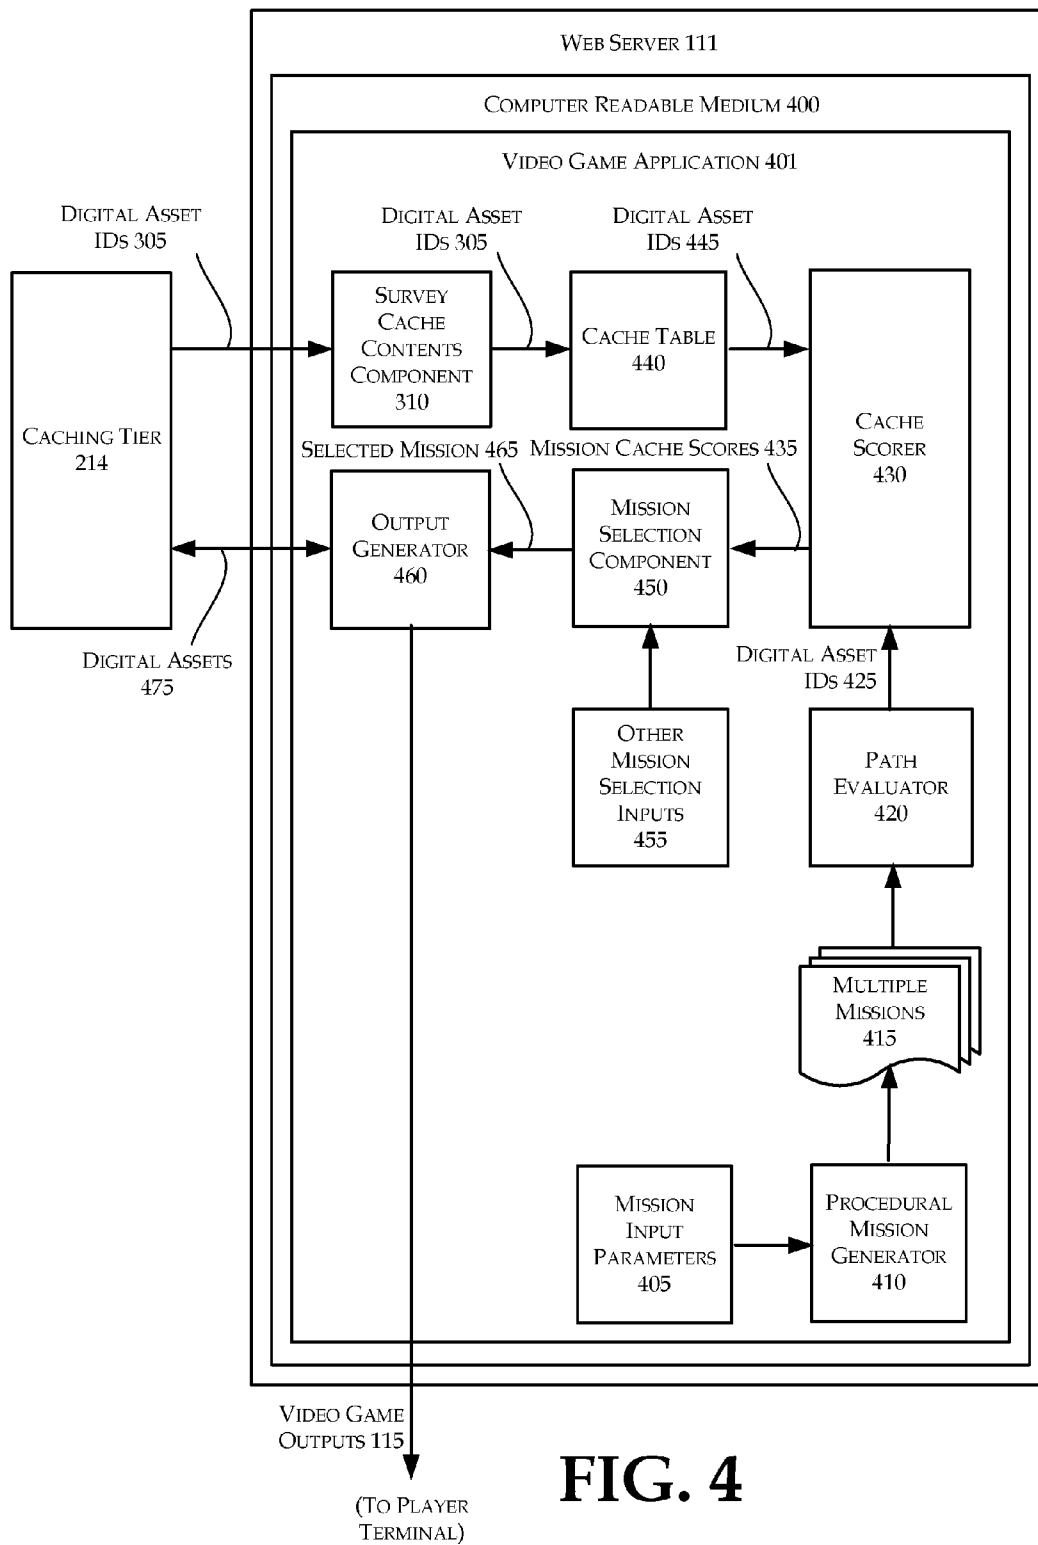 Web Server 111
Computer Readable Medium 400
Video Game Application 401
Digital Asset
IDs 305
Digital Asset
IDs 305
Digital Asset
IDs 445
Caching Tier
214
Survey
Cache
Contents
Component
310
Cache Table
440
Cache
Scorer
430
Selected Mission 465
Mission Cache Scores 435
Output
Generator
460
Mission
Selection
Component
450
Digital Assets
475
Digital Asset
IDs 425
Other
Mission
Selection
Inputs
455
Path
Evaluator
420
Multiple
Missions
415
Mission
Input
Parameters
405
Procedural
Mission
Generator
410
Video Game
Outputs 115
(To Player
Terminal)
FIG. 4